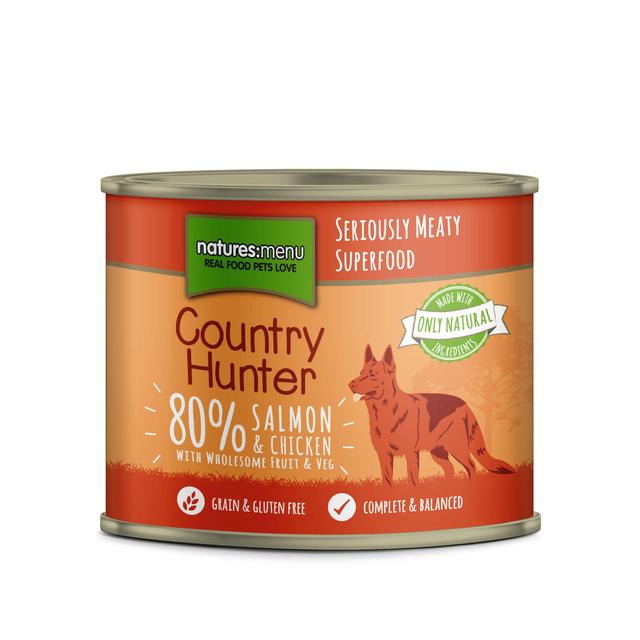 natures:menu
REAL FOOD PETS LOVE
SERIOUSLY MEATY
SUPERFOOD
MADE WITH
ONLY NATURAL
INGREDIENTS
Country
Hunter
80% SALMON
& CHICKEN
WITH WHOLESOME FRUIT & VEG
GRAIN & GLUTEN FREE
COMPLETE & BALANCED